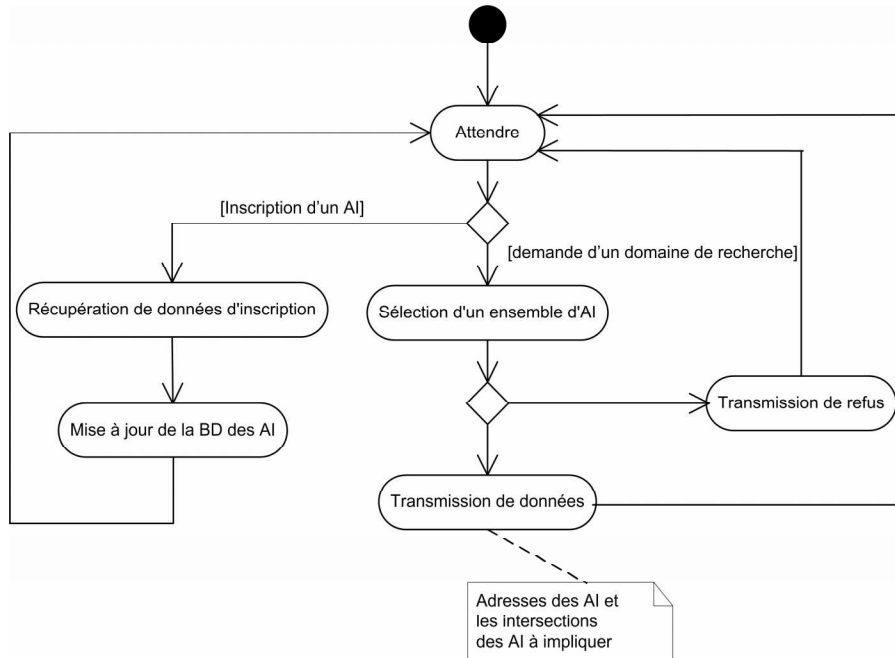 Attendre
[Inscription d'un AI]
[demande d'un domaine de recherche]
Récupération de données d'inscription
Sélection d'un ensemble d'AI
Mise à jour de la BD des AI
Transmission de refus
Transmission de données
Adresses des AI et
les intersections
des AI à impliquer